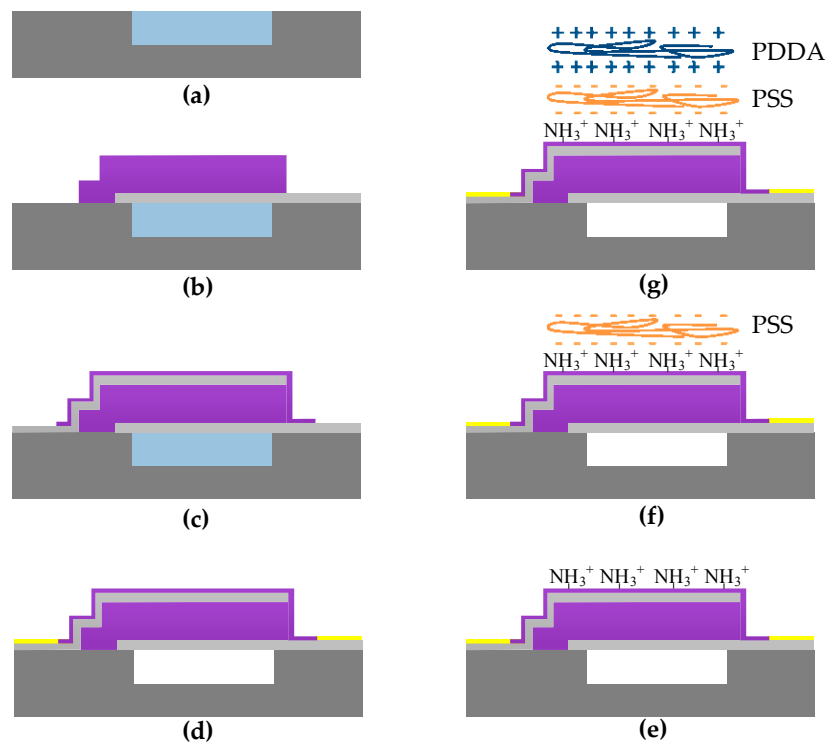 (a)
(b)
(c)
(d)
+ + + + + + + +
PDDA
+ + + + + + + +
- - - - - - - -
PSS
- - - - - - - -
NH₃⁺ NH₃⁺ NH₃⁺ NH₃⁺
(g)
- - - - - - - -
PSS
- - - - - - - -
NH₃⁺ NH₃⁺ NH₃⁺ NH₃⁺
(f)
NH₃⁺ NH₃⁺ NH₃⁺ NH₃⁺
(e)